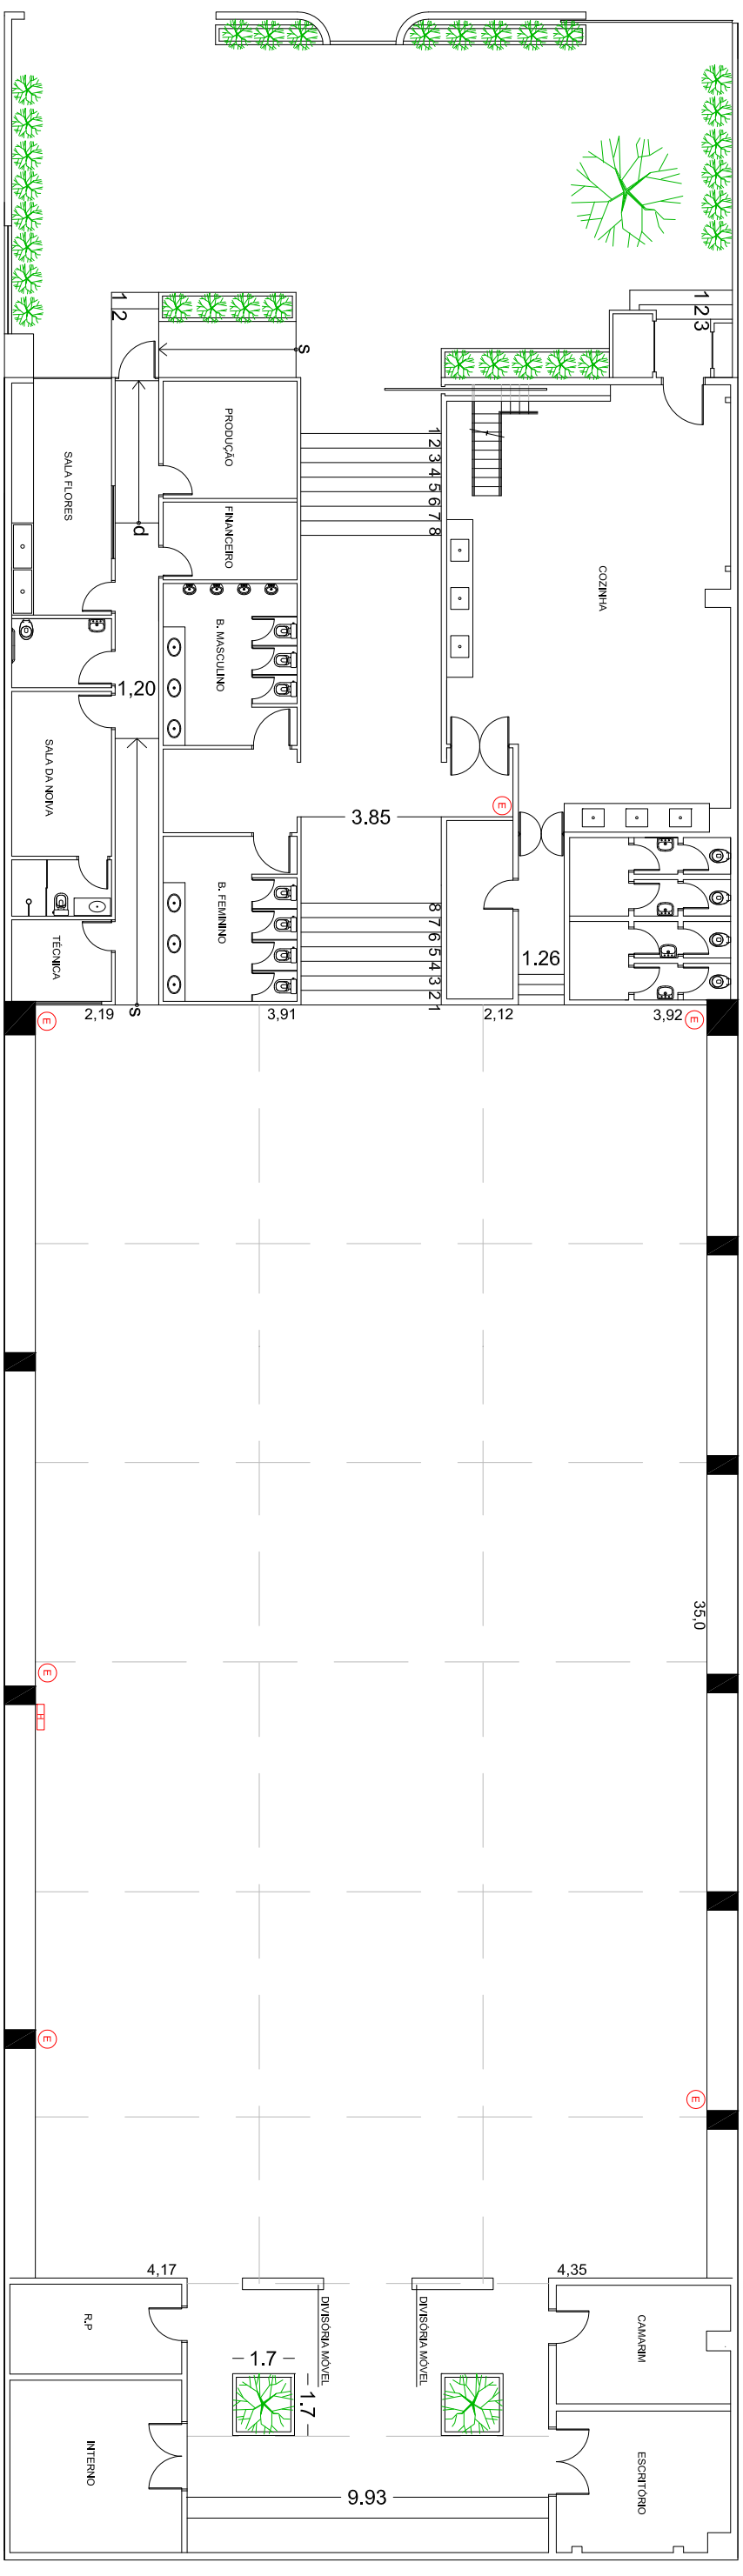 1 2
1 2 3
s
PRODUÇÃO
1 2 3 4 5 6 7 8
SALA FLORES
d
FINANCEIRO
COZINHA
B. MASCULINO
1,20
SALA DA NOIVA
3.85
E
B. FEMININO
8 7 6 5 4 3 2 1
TÉCNICA
1.26
E
2,19
s
3,91
2,12
3,92
E
35,0
E
H
E
E
4,17
4,35
R.P
DIVISÓRIA MÓVEL
DIVISÓRIA MÓVEL
CAMARIM
1.7
1.7
INTERNO
ESCRITÓRIO
9.93